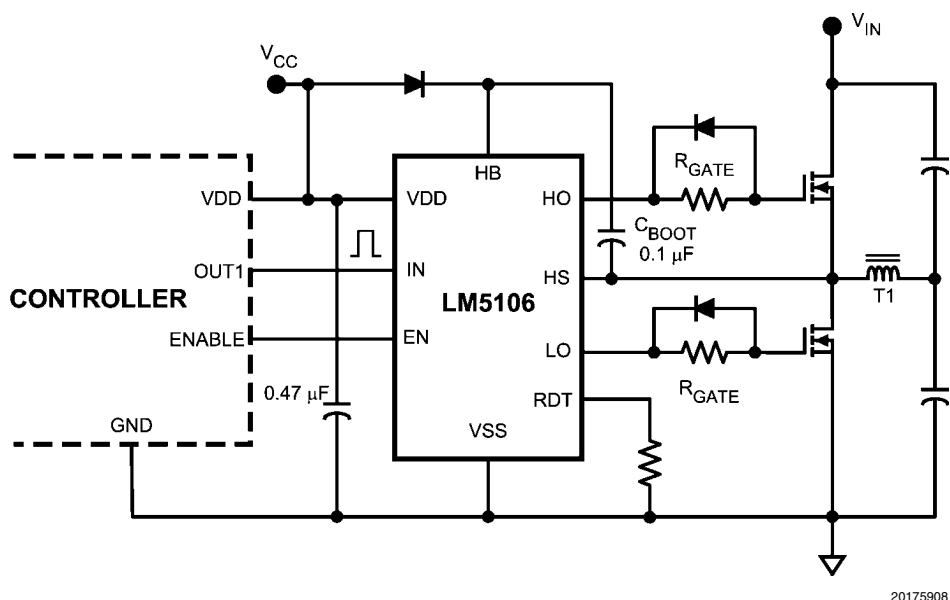 V_IN
V_CC
HB
R_GATE
VDD
VDD
HO
C_BOOT
0.1 μF
OUT1
IN
HS
T1
CONTROLLER
LM5106
ENABLE
EN
LO
0.47 μF
R_GATE
RDT
GND
VSS
20175908